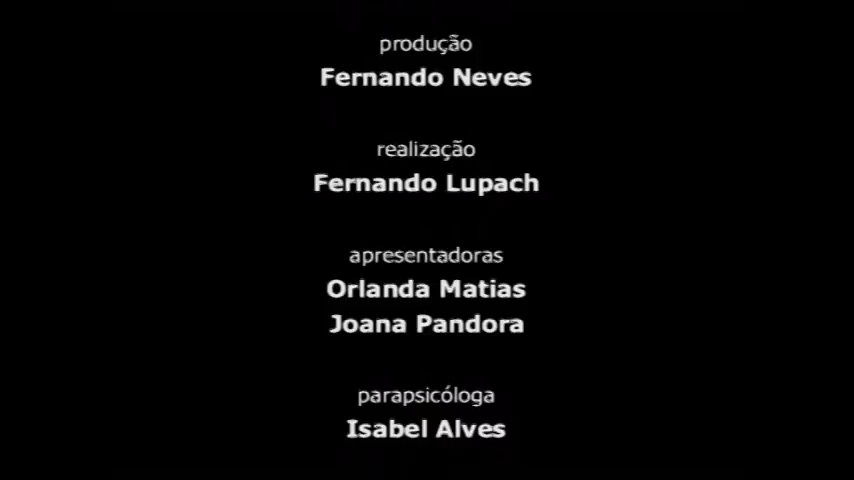 produção
Fernando Neves
realização
Fernando Lupach
apresentadoras
Orlanda Matias
Joana Pandora
parapsicóloga
Isabel Alves